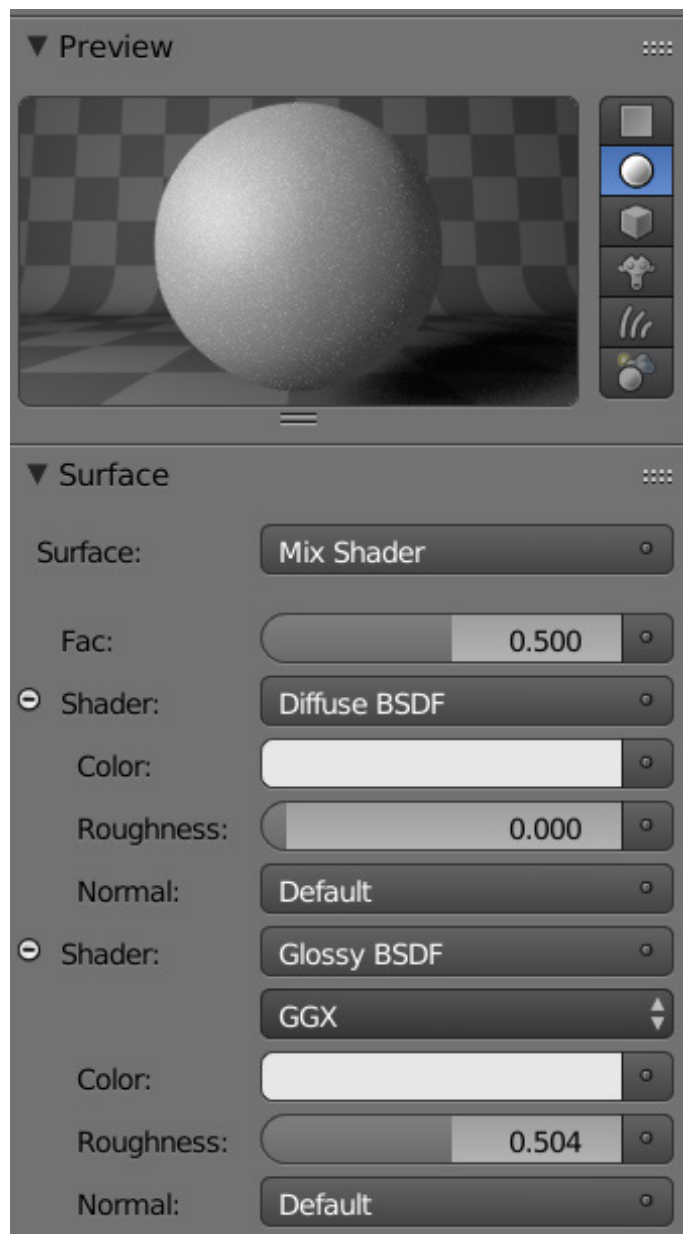 Preview
Surface
Surface: Mix Shader
Fac: 0.500
Shader: Diffuse BSDF
Color:
Roughness: 0.000
Normal: Default
Shader: Glossy BSDF
GGX
Color:
Roughness: 0.504
Normal: Default